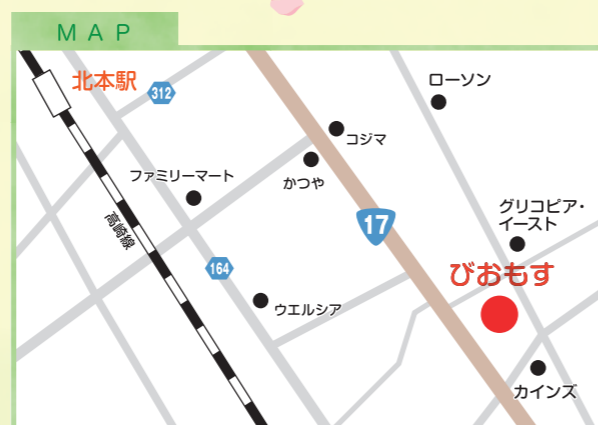 MAP
北本駅
312
ローソン
コジマ
かつや
ファミリーマート
高崎線
グリコピア・
イースト
17
164
びおもす
ウエルシア
カインズ